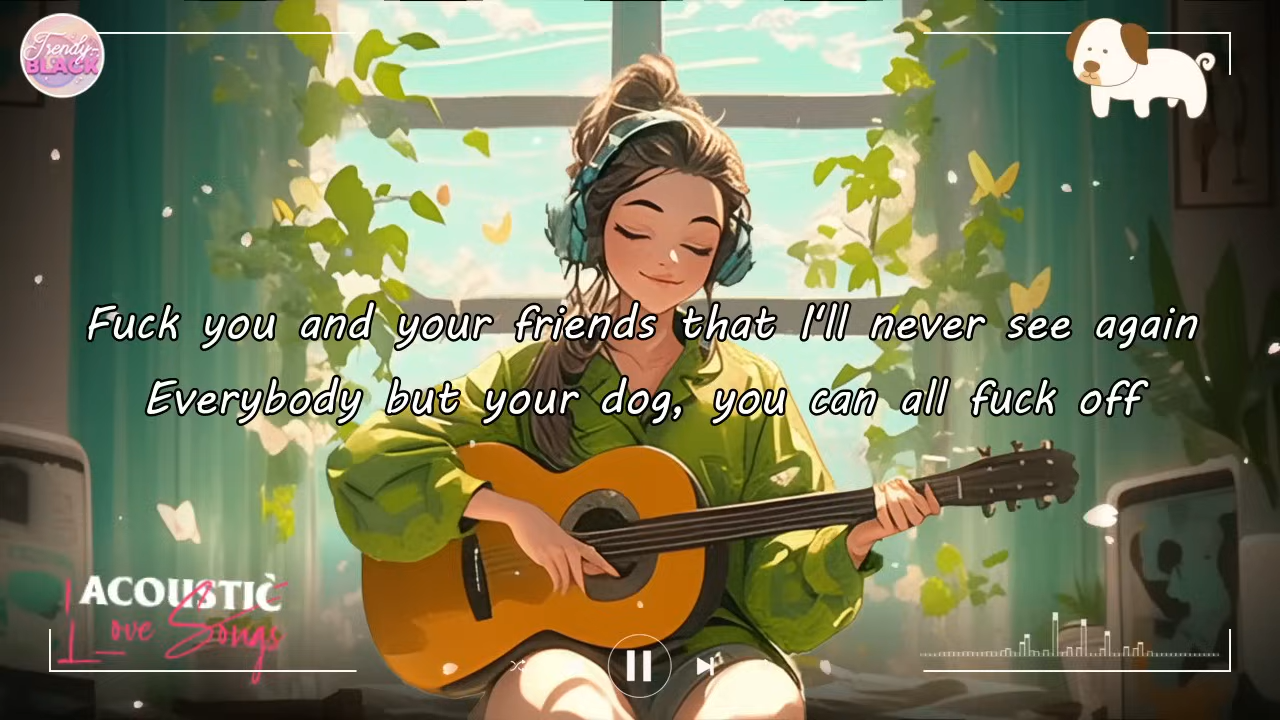 Trendy
BLACK
Fuck you and your friends that I'll never see again
Everybody but your dog, you can all fuck off
ACOUSTIC
Love Songs